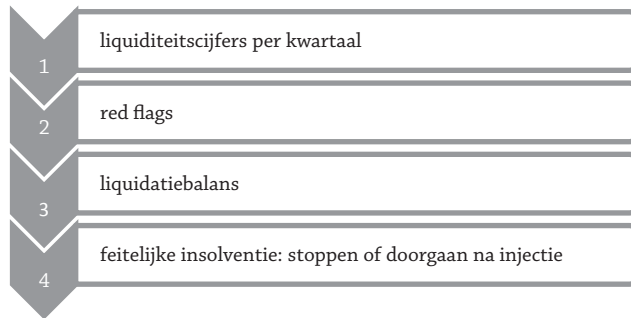 1 liquiditeitscijfers per kwartaal
2 red flags
3 liquidatiebalans
4 feitelijke insolventie: stoppen of doorgaan na injectie